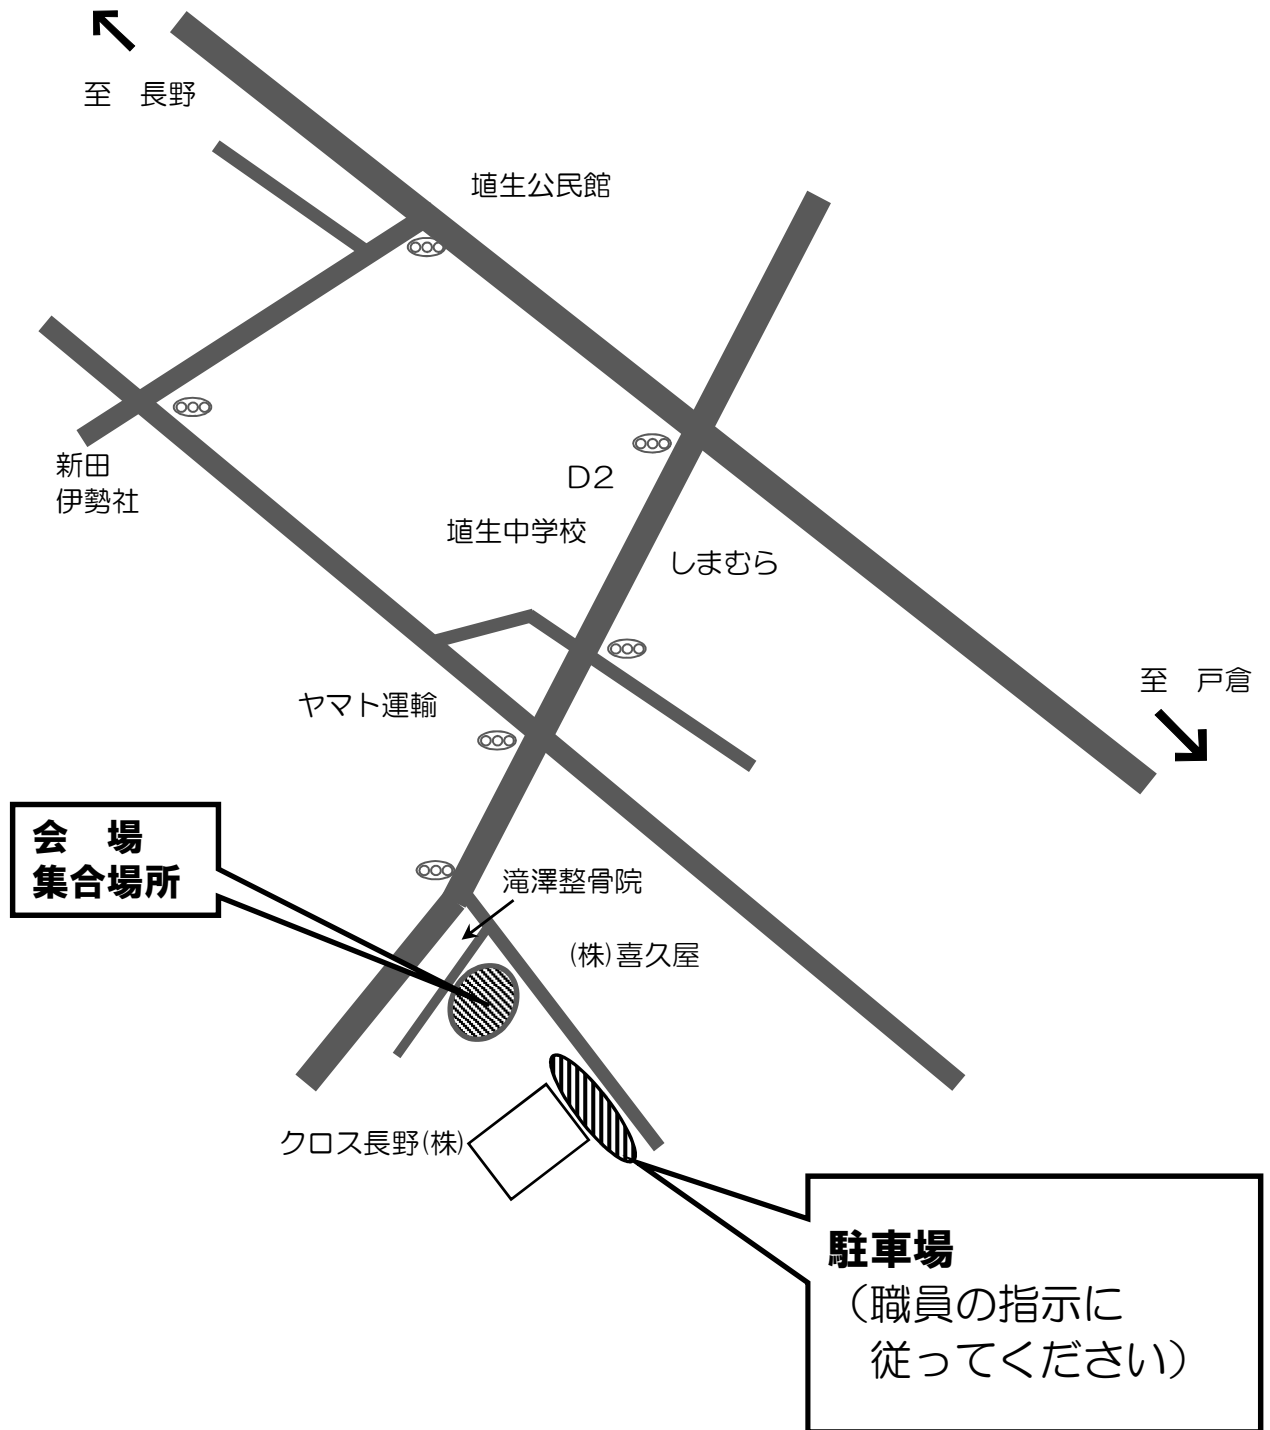 至　長野
埴生公民館
新田
伊勢社
D2
埴生中学校
しまむら
至　戸倉
ヤマト運輸
会　場
集合場所
滝澤整骨院
(株)喜久屋
クロス長野(株)
駐車場
（職員の指示に
従ってください）